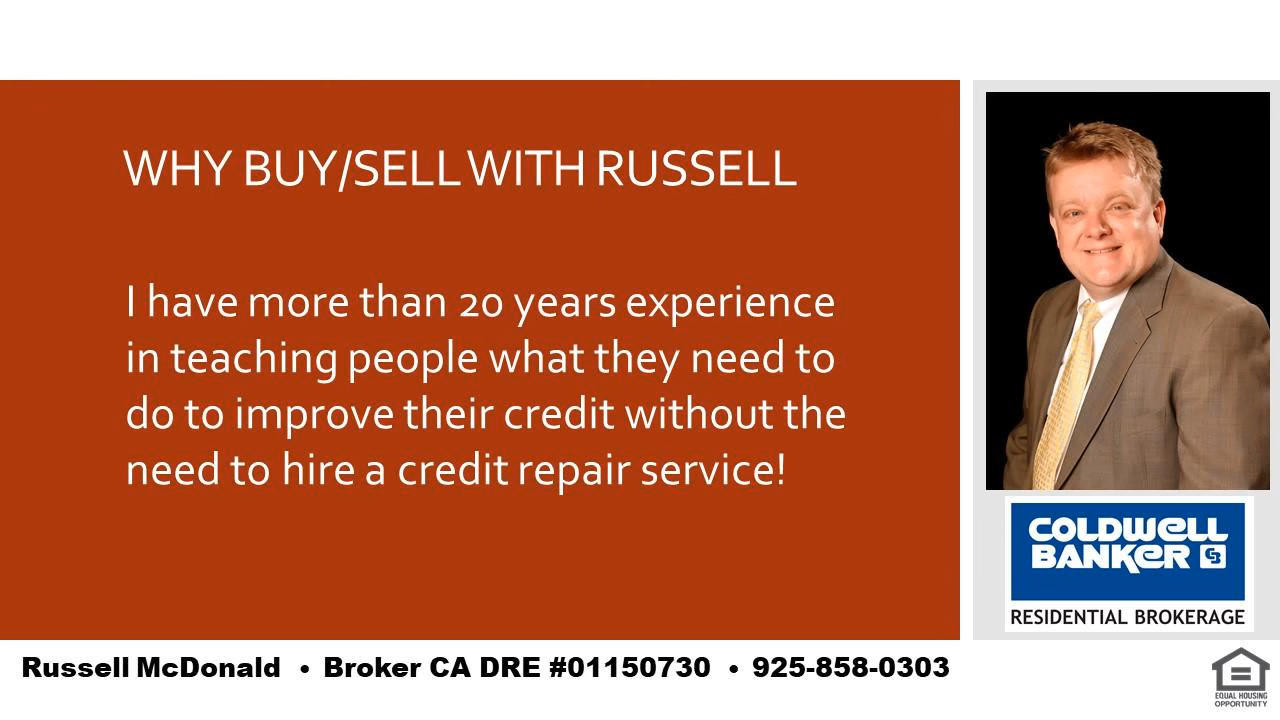 WHY BUY/SELL WITH RUSSELL
I have more than 20 years experience
in teaching people what they need to
do to improve their credit without the
need to hire a credit repair service!
COLDWELL
BANKER CB
RESIDENTIAL BROKERAGE
Russell McDonald • Broker CA DRE #01150730 • 925-858-0303
EQUAL HOUSING
OPPORTUNITY